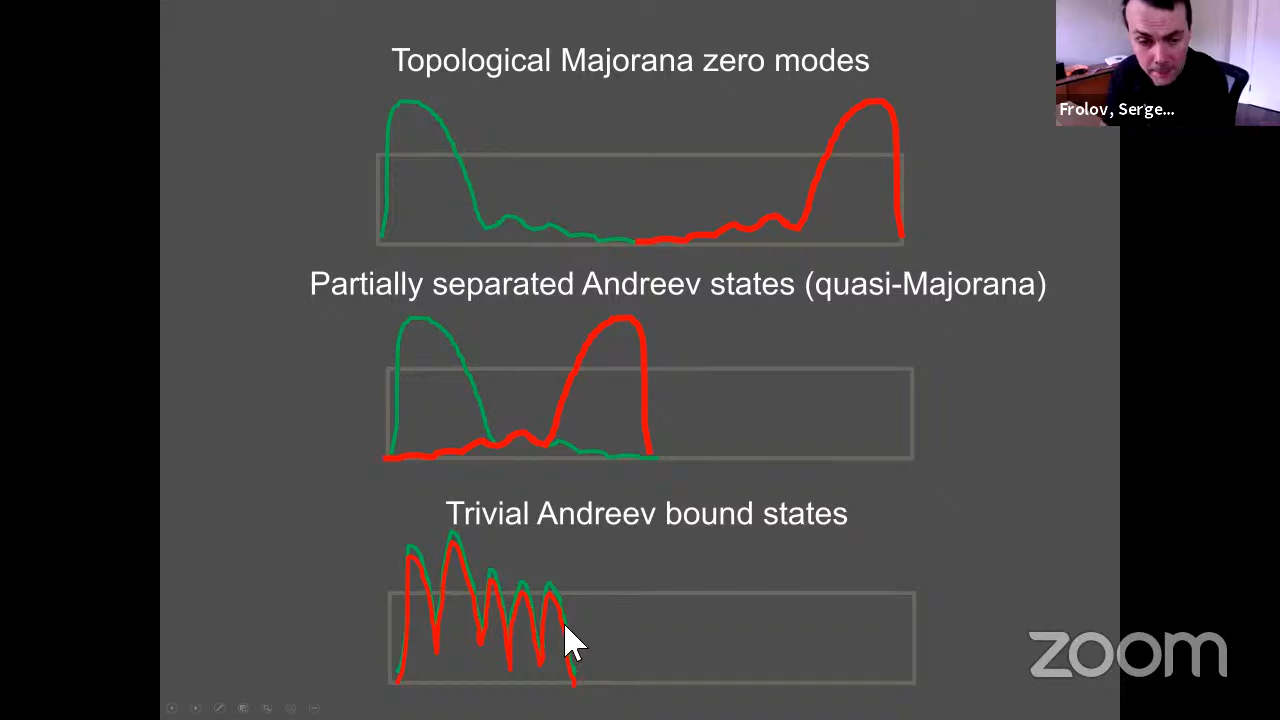 Topological Majorana zero modes
Frolov, Serge...
Partially separated Andreev states (quasi-Majorana)
Trivial Andreev bound states
zoom